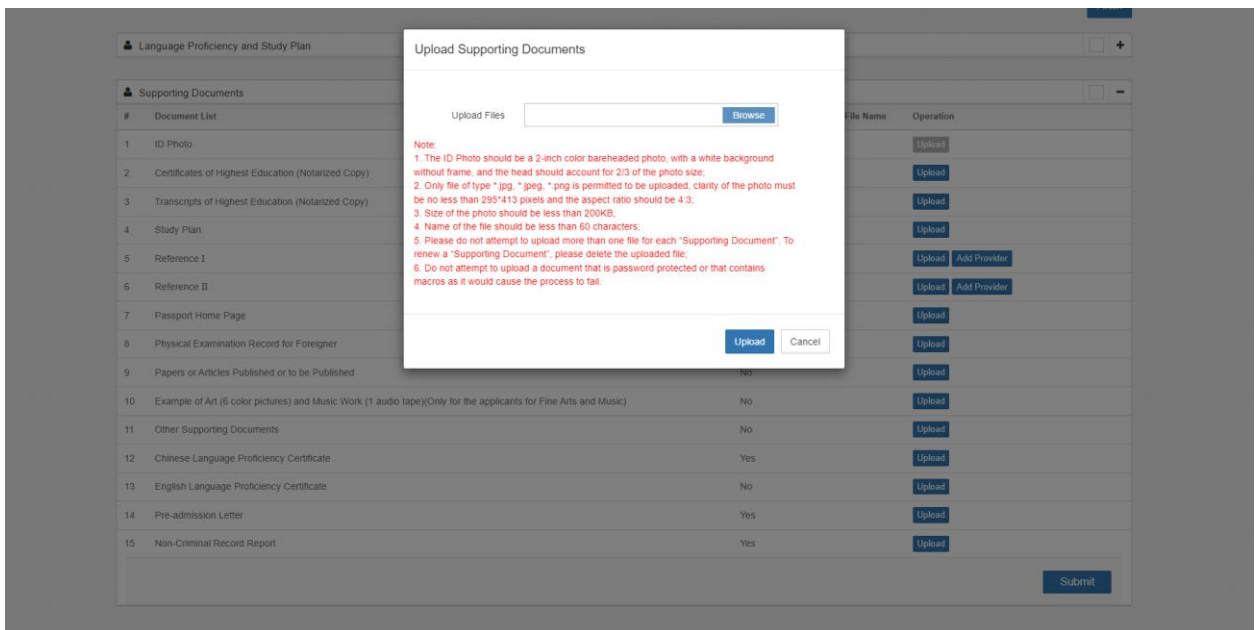 Language Proficiency and Study Plan
Upload Supporting Documents
Supporting Documents
# Document List File Name Operation
Upload Files Browse
1 ID Photo Upload
2 Certificates of Highest Education (Notarized Copy) Upload
3 Transcripts of Highest Education (Notarized Copy) Upload
4 Study Plan Upload
5 Reference I Upload Add Provider
6 Reference II Upload Add Provider
7 Passport Home Page Upload
8 Physical Examination Record for Foreigner Upload
Note:
1. The ID Photo should be a 2-inch color bareheaded photo, with a white background
without frame, and the head should account for 2/3 of the photo size;
2. Only file of type *.jpg, *.jpeg, *.png is permitted to be uploaded, clarity of the photo must
be no less than 295*413 pixels and the aspect ratio should be 4:3;
3. Size of the photo should be less than 200KB;
4. Name of the file should be less than 60 characters;
5. Please do not attempt to upload more than one file for each “Supporting Document”. To
renew a “Supporting Document”, please delete the uploaded file;
6. Do not attempt to upload a document that is password protected or that contains
macros as it would cause the process to fail.
Upload Cancel
9 Papers or Articles Published or to be Published No Upload
10 Example of Art (6 color pictures) and Music Work (1 audio tape)(Only for the applicants for Fine Arts and Music) No Upload
11 Other Supporting Documents No Upload
12 Chinese Language Proficiency Certificate Yes Upload
13 English Language Proficiency Certificate No Upload
14 Pre-admission Letter Yes Upload
15 Non-Criminal Record Report Yes Upload
Submit